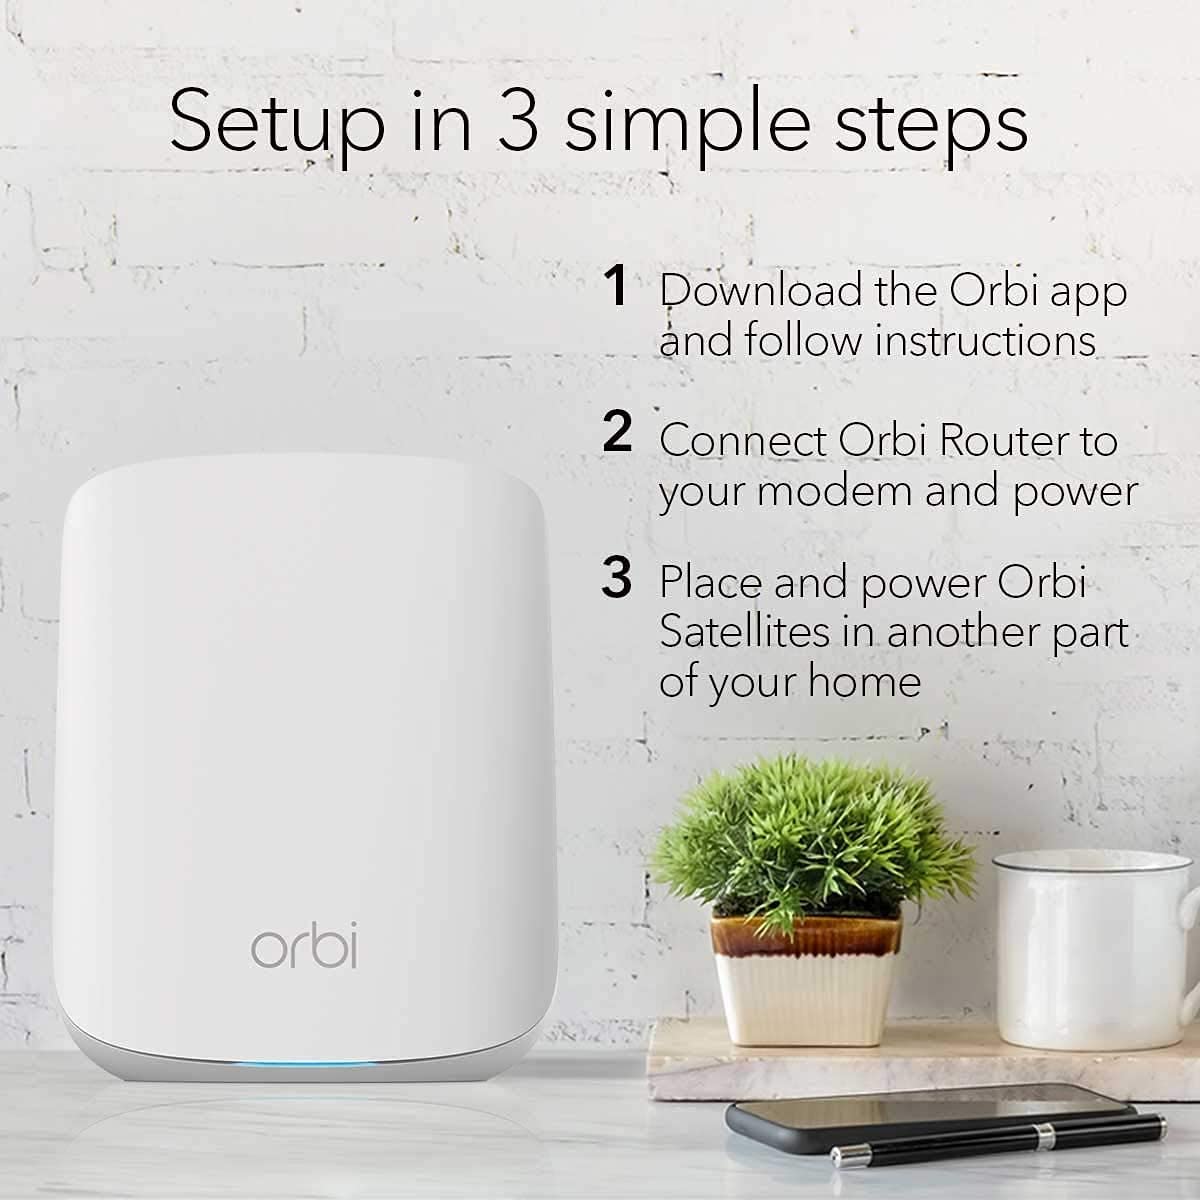 Setup in 3 simple steps
1 Download the Orbi app
and follow instructions
2 Connect Orbi Router to
your modem and power
3 Place and power Orbi
Satellites in another part
of your home
orbi